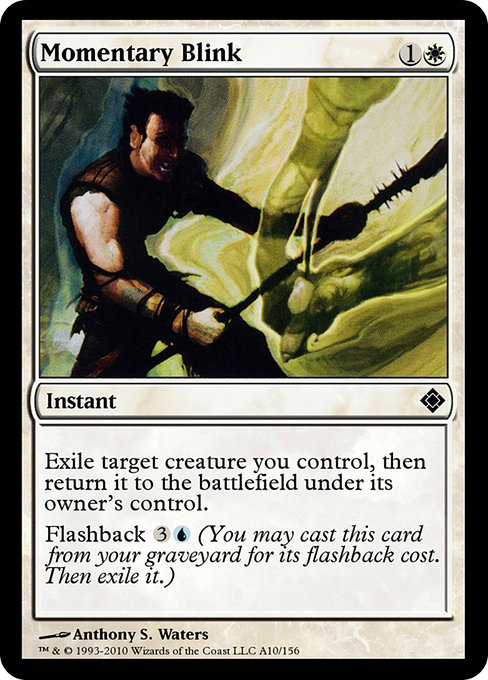 Momentary Blink 1
Instant
Exile target creature you control, then
return it to the battlefield under its
owner's control.
Flashback 3 (You may cast this card
from your graveyard for its flashback cost.
Then exile it.)
Anthony S. Waters
™ & © 1993-2010 Wizards of the Coast LLC A10/156